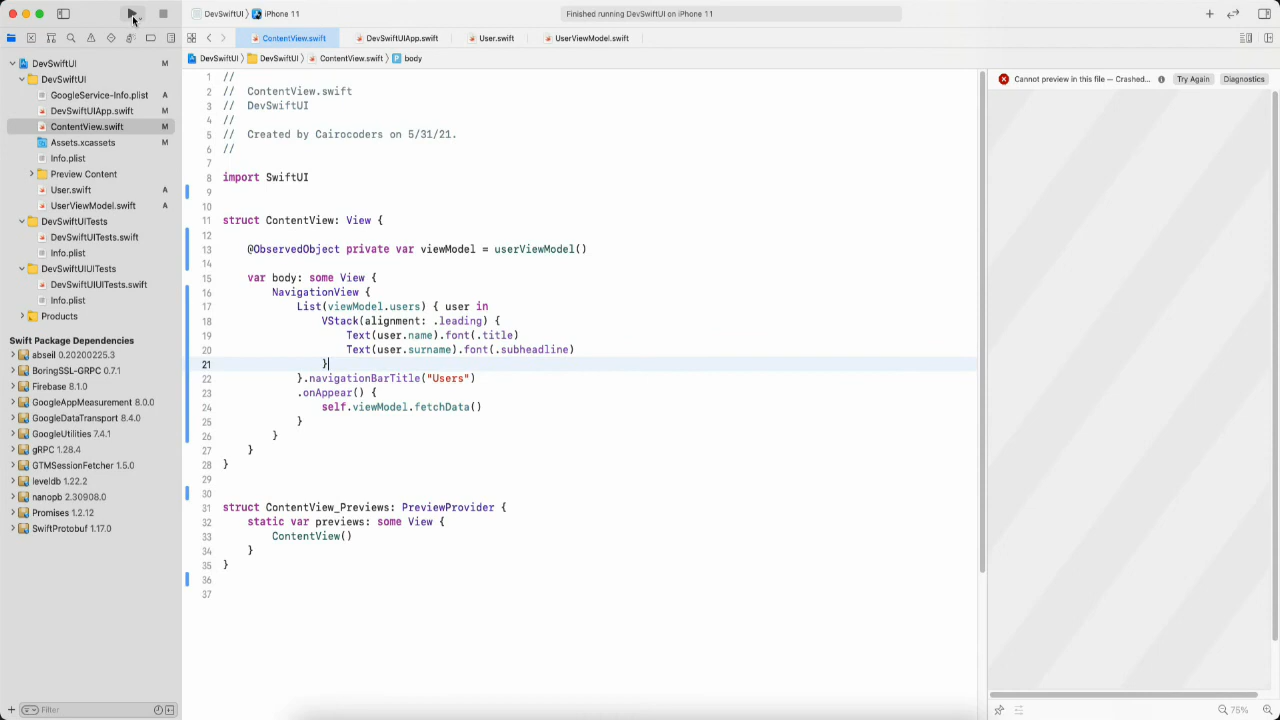 DevSwiftUI
iPhone 11
Finished running DevSwiftUI on iPhone 11
ContentView.swift
DevSwiftUIApp.swift
User.swift
UserViewModel.swift
DevSwiftUI
DevSwiftUI
ContentView.swift
body
DevSwiftUI M
DevSwiftUI
GoogleService-Info.plist A
DevSwiftUIApp.swift M
ContentView.swift M
Assets.xcassets M
Info.plist
Preview Content
User.swift A
UserViewModel.swift A
DevSwiftUITests
DevSwiftUITests.swift
Info.plist
DevSwiftUIUITests
DevSwiftUIUITests.swift
Info.plist
Products
Swift Package Dependencies
abseil 0.20200225.3
BoringSSL-GRPC 0.7.1
Firebase 8.1.0
GoogleAppMeasurement 8.0.0
GoogleDataTransport 8.4.0
GoogleUtilities 7.4.1
gRPC 1.28.4
GTMSessionFetcher 1.5.0
leveldb 1.22.2
nanopb 2.30908.0
Promises 1.2.12
SwiftProtobuf 1.17.0
Filter
1 //
2 // ContentView.swift
3 // DevSwiftUI
4 //
5 // Created by Cairocoders on 5/31/21.
6 //
7
8 import SwiftUI
9
10
11 struct ContentView: View {
12
13 @ObservedObject private var viewModel = userViewModel()
14
15 var body: some View {
16 NavigationView {
17 List(viewModel.users) { user in
18 VStack(alignment: .leading) {
19 Text(user.name).font(.title)
20 Text(user.surname).font(.subheadline)
21 }
22 }.navigationBarTitle("Users")
23 .onAppear() {
24 self.viewModel.fetchData()
25 }
26 }
27 }
28 }
29
30
31 struct ContentView_Previews: PreviewProvider {
32 static var previews: some View {
33 ContentView()
34 }
35 }
36
37
Cannot preview in this file — Crashed...
Try Again
Diagnostics
75%